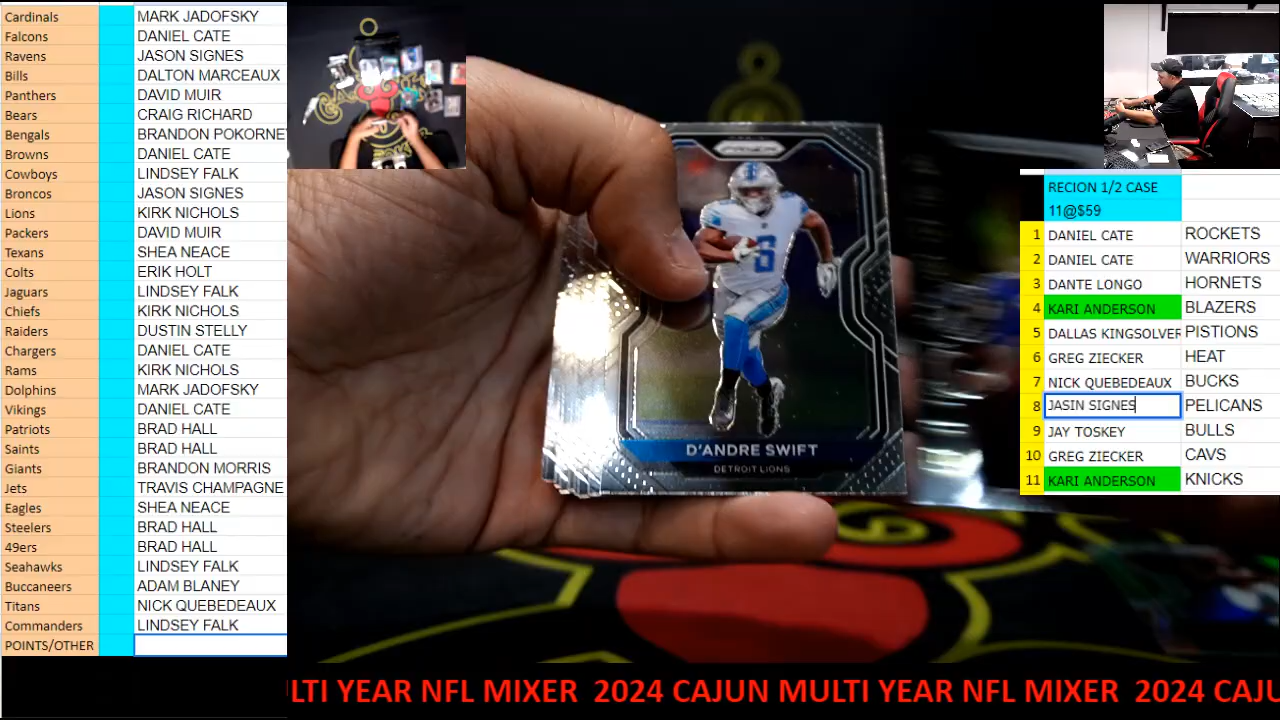 Cardinals MARK JADOFSKY
Falcons DANIEL CATE
Ravens JASON SIGNES
Bills DALTON MARCEAUX
Panthers DAVID MUIR
Bears CRAIG RICHARD
Bengals BRANDON POKORNE
Browns DANIEL CATE
Cowboys LINDSEY FALK
Broncos JASON SIGNES
Lions KIRK NICHOLS
Packers DAVID MUIR
Texans SHEA NEACE
Colts ERIK HOLT
Jaguars LINDSEY FALK
Chiefs KIRK NICHOLS
Raiders DUSTIN STELLY
Chargers DANIEL CATE
Rams KIRK NICHOLS
Dolphins MARK JADOFSKY
Vikings DANIEL CATE
Patriots BRAD HALL
Saints BRAD HALL
Giants BRANDON MORRIS
Jets TRAVIS CHAMPAGNE
Eagles SHEA NEACE
Steelers BRAD HALL
49ers BRAD HALL
Seahawks LINDSEY FALK
Buccaneers ADAM BLANEY
Titans NICK QUEBEDEAUX
Commanders LINDSEY FALK
POINTS/OTHER
PRIZM
6
D'ANDRE SWIFT
DETROIT LIONS
RECION 1/2 CASE
11@$59
1 DANIEL CATE ROCKETS
2 DANIEL CATE WARRIORS
3 DANTE LONGO HORNETS
4 KARI ANDERSON BLAZERS
5 DALLAS KINGSOLVER PISTIONS
6 GREG ZIECKER HEAT
7 NICK QUEBEDEAUX BUCKS
8 JASIN SIGNES PELICANS
9 JAY TOSKEY BULLS
10 GREG ZIECKER CAVS
11 KARI ANDERSON KNICKS
LTI YEAR NFL MIXER 2024 CAJUN MULTI YEAR NFL MIXER 2024 CAJU